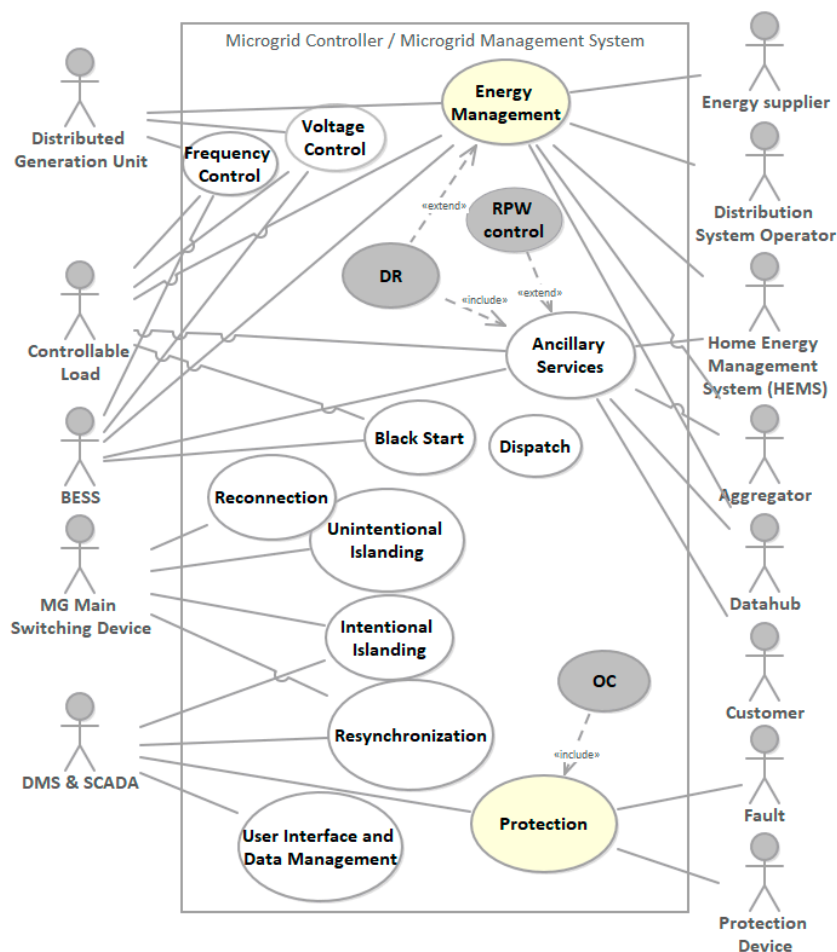 Microgrid Controller / Microgrid Management System
Distributed
Generation Unit
Energy
Management
Energy supplier
Voltage
Control
Frequency
Control
Distribution
System Operator
«extend»
RPW
control
DR
«include»
«extend»
Controllable
Load
Ancillary
Services
Home Energy
Management
System (HEMS)
Black Start
Dispatch
BESS
Aggregator
Reconnection
Unintentional
Islanding
MG Main
Switching Device
Datahub
Intentional
Islanding
OC
Customer
Resynchronization
«include»
DMS & SCADA
Fault
Protection
User Interface and
Data Management
Protection
Device